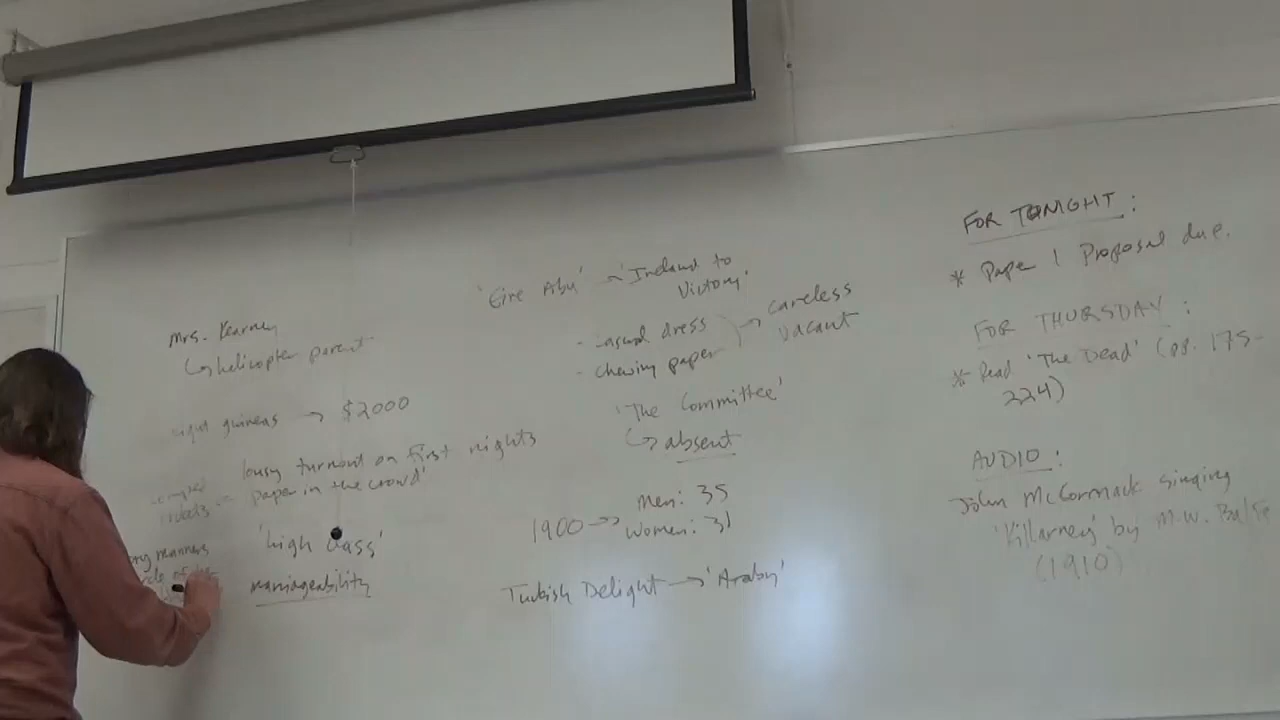 Mrs. Kearney
↳ helicopter parent
eight guineas → $2000
lousy turnout on first nights
'paper in the crowd'
'high class'
marriageability
manners
'Eire Abu' → 'Ireland to
Victory'
- casual dress
- chewing paper
→ careless
vacant
'The Committee'
↳ absent
1900 → Men: 35
Women: 31
Turkish Delight → 'Araby'
FOR TONIGHT:
* Paper 1 Proposal due.
FOR THURSDAY:
* Read 'The Dead' (pp. 175-
224)
AUDIO:
John McCormack singing
'Killarney' by M.W. Balfe
(1910)